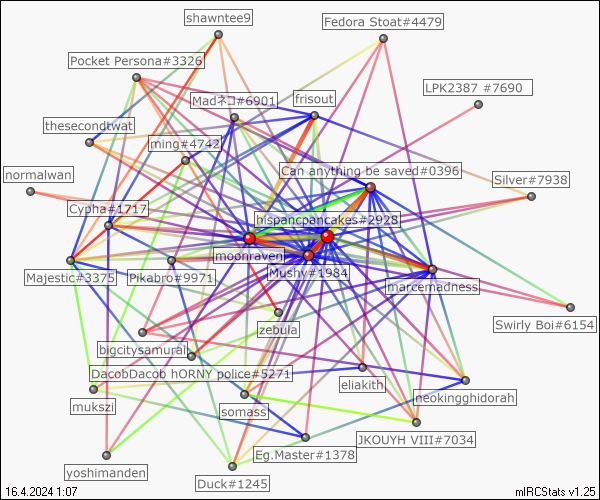 shawntee9
Fedora Stoat#4479
Pocket Persona#3326
LPK2387 #7690
Madネコ#6901
frisout
thesecondtwat
ming#4742
Can anything be saved#0396
normalwan
Silver#7938
Cypha#1717
hispancpancakes#2928
moonraven
Majestic#3375
Pikabro#9971
Mushy#1984
marcemadness
zebula
Swirly Boi#6154
bigcitysamurai
DacobDacob hORNY police#5271
eliakith
neokingghidorah
mukszi
somass
JKOUYH VIII#7034
Eg.Master#1378
yoshimanden
Duck#1245
16.4.2024 1:07
mIRCStats v1.25